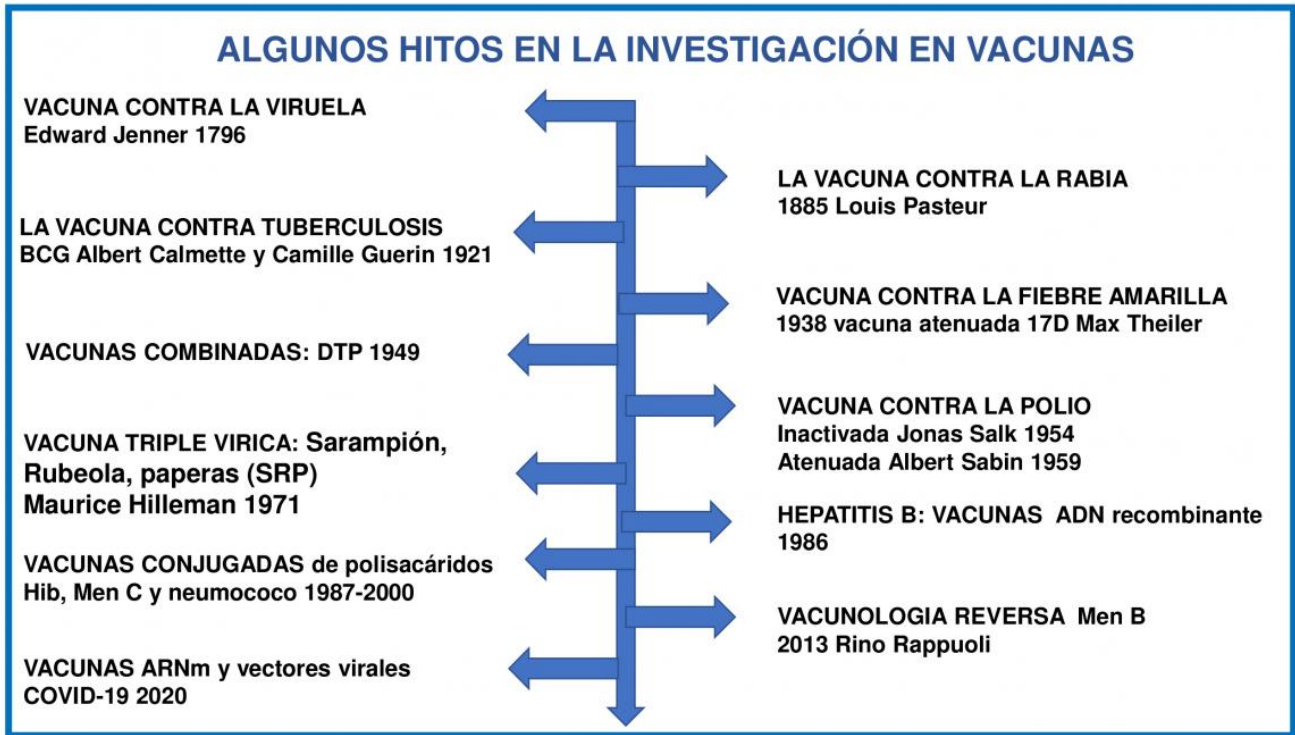 ALGUNOS HITOS EN LA INVESTIGACIÓN EN VACUNAS
VACUNA CONTRA LA VIRUELA
Edward Jenner 1796
LA VACUNA CONTRA LA RABIA
1885 Louis Pasteur
LA VACUNA CONTRA TUBERCULOSIS
BCG Albert Calmette y Camille Guerin 1921
VACUNA CONTRA LA FIEBRE AMARILLA
1938 vacuna atenuada 17D Max Theiler
VACUNAS COMBINADAS: DTP 1949
VACUNA CONTRA LA POLIO
Inactivada Jonas Salk 1954
Atenuada Albert Sabin 1959
VACUNA TRIPLE VIRICA: Sarampión,
Rubeola, paperas (SRP)
Maurice Hilleman 1971
HEPATITIS B: VACUNAS ADN recombinante
1986
VACUNAS CONJUGADAS de polisacáridos
Hib, Men C y neumococo 1987-2000
VACUNOLOGIA REVERSA Men B
2013 Rino Rappuoli
VACUNAS ARNm y vectores virales
COVID-19 2020